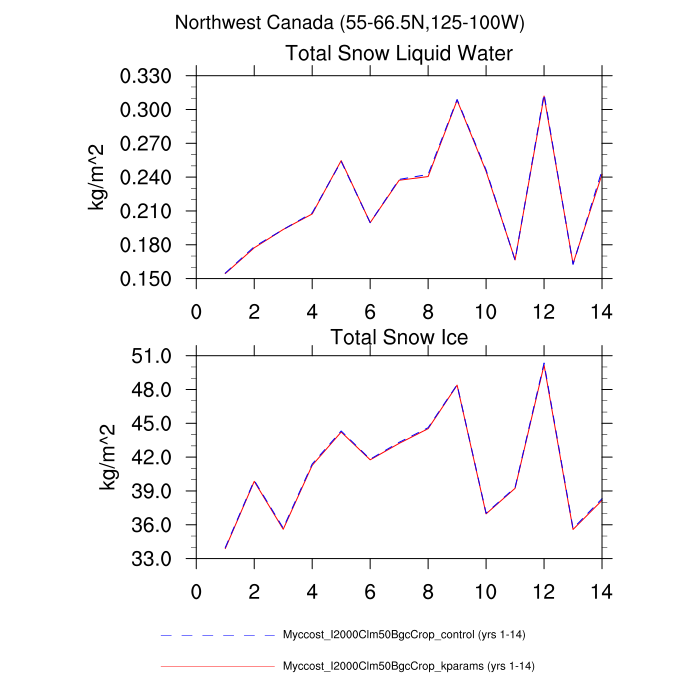 Northwest Canada (55-66.5N,125-100W)
Total Snow Liquid Water
0.330
0.300
0.270
0.240
0.210
0.180
0.150
kg/m^2
0 2 4 6 8 10 12 14
Total Snow Ice
51.0
48.0
45.0
42.0
39.0
36.0
33.0
kg/m^2
0 2 4 6 8 10 12 14
Myccost_I2000Clm50BgcCrop_control (yrs 1-14)
Myccost_I2000Clm50BgcCrop_kparams (yrs 1-14)